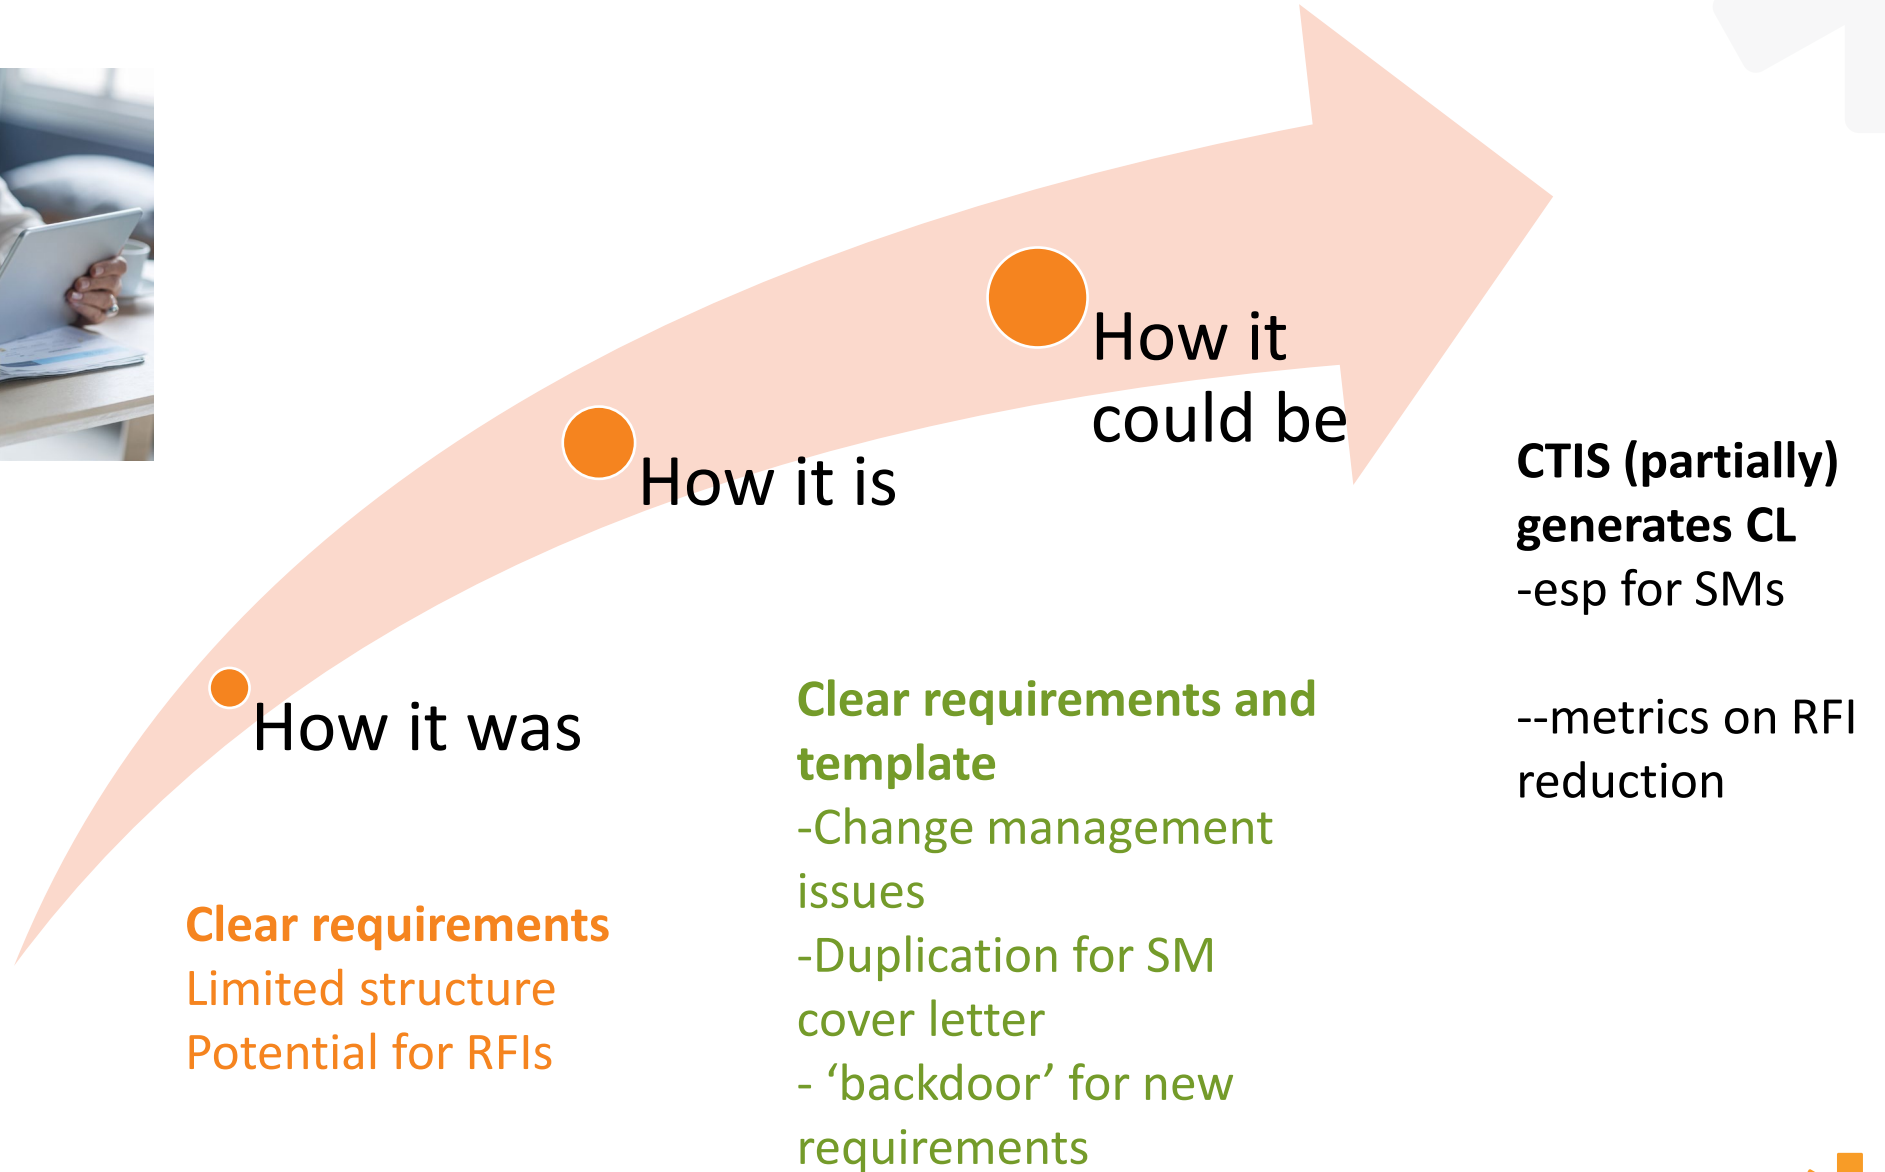 How it was
Clear requirements
Limited structure
Potential for RFIs
How it is
Clear requirements and
template
-Change management
issues
-Duplication for SM
cover letter
- ‘backdoor’ for new
requirements
How it
could be
CTIS (partially)
generates CL
-esp for SMs
--metrics on RFI
reduction